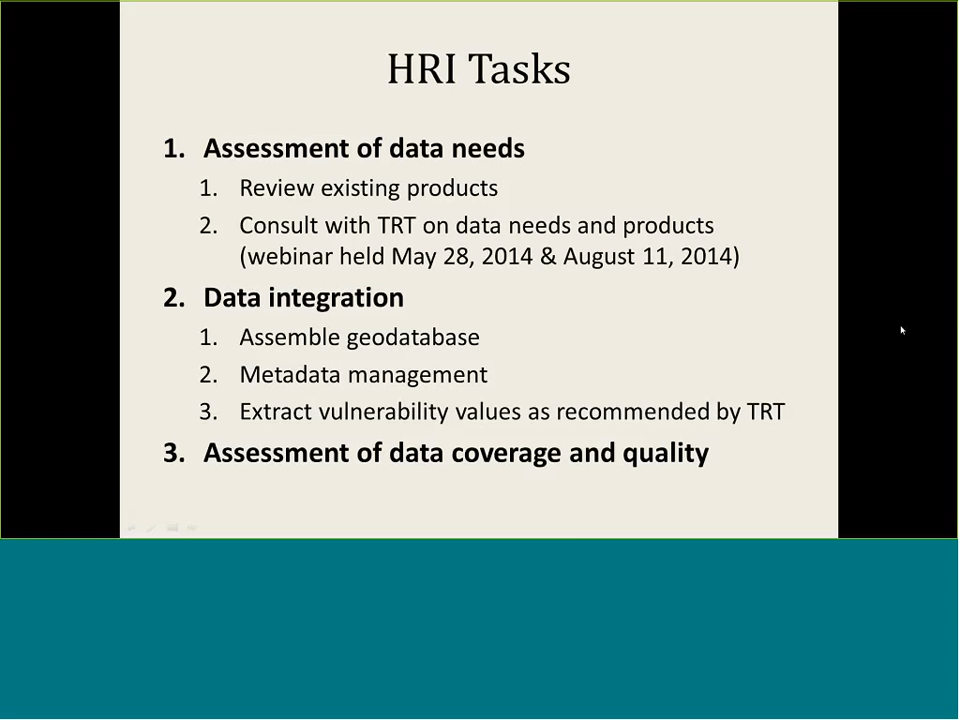 HRI Tasks
1. Assessment of data needs
1. Review existing products
2. Consult with TRT on data needs and products
(webinar held May 28, 2014 & August 11, 2014)
2. Data integration
1. Assemble geodatabase
2. Metadata management
3. Extract vulnerability values as recommended by TRT
3. Assessment of data coverage and quality